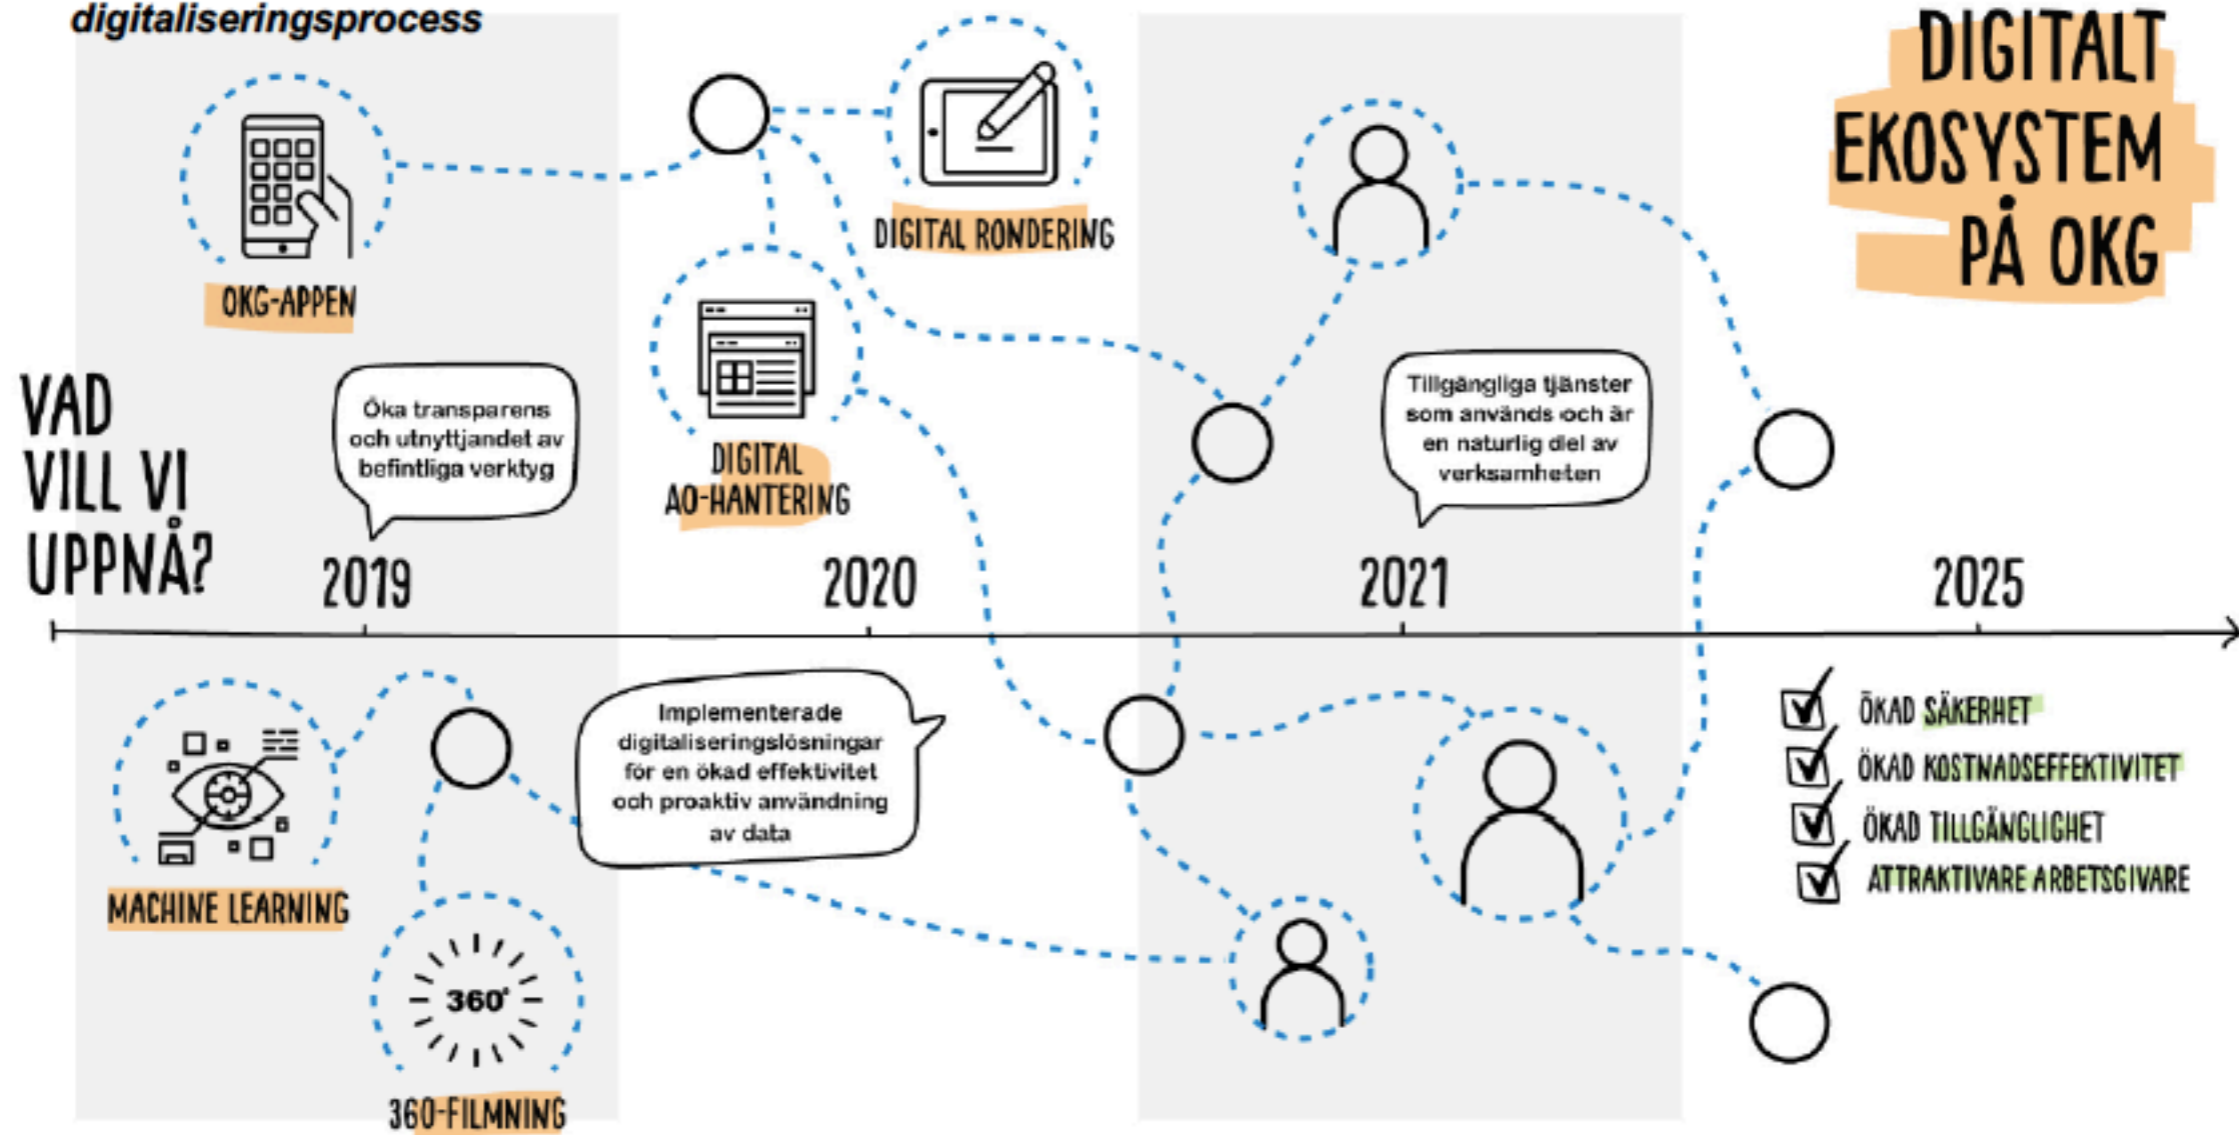 digitaliseringsprocess
DIGITALT
EKOSYSTEM
PÅ OKG
OKG-APPEN
DIGITAL RONDERING
DIGITAL
AO-HANTERING
VAD
VILL VI
UPPNÅ?
Öka transparens
och utnyttjandet av
befintliga verktyg
Tillgängliga tjänster
som används och är
en naturlig del av
verksamheten
2019
2020
2021
2025
MACHINE LEARNING
360°
360-FILMNING
Implementerade
digitaliseringslösningar
för en ökad effektivitet
och proaktiv användning
av data
ÖKAD SÄKERHET
ÖKAD KOSTNADSEFFEKTIVITET
ÖKAD TILLGÄNGLIGHET
ATTRAKTIVARE ARBETSGIVARE